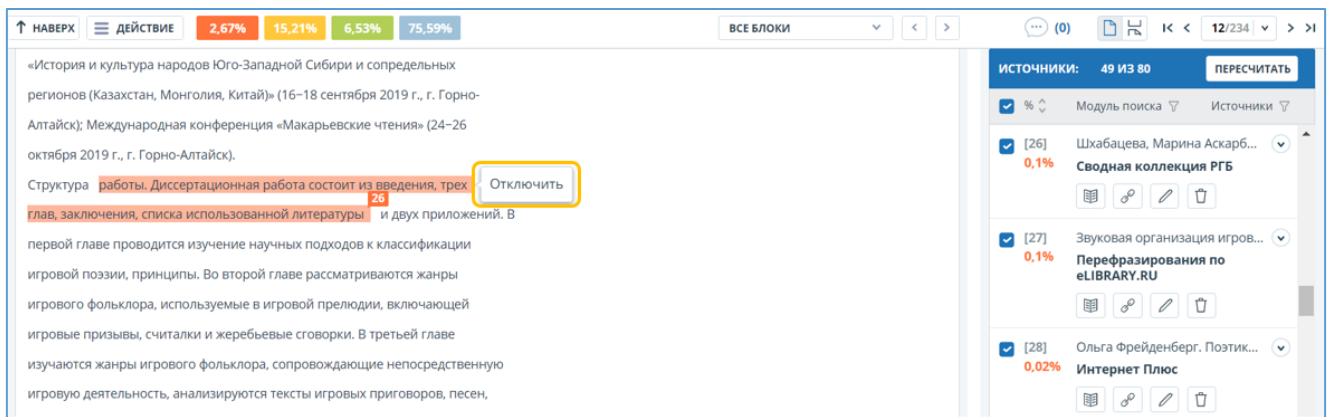 НАВЕРХ ДЕЙСТВИЕ 2,67% 15,21% 6,53% 75,59% ВСЕ БЛОКИ (0) 12/234
«История и культура народов Юго-Западной Сибири и сопредельных
регионов (Казахстан, Монголия, Китай)» (16−18 сентября 2019 г., г. Горно-
Алтайск); Международная конференция «Макарьевские чтения» (24−26
октября 2019 г., г. Горно-Алтайск).
Структура работы. Диссертационная работа состоит из введения, трех
Отключить
26
глав, заключения, списка использованной литературы и двух приложений. В
первой главе проводится изучение научных подходов к классификации
игровой поэзии, принципы. Во второй главе рассматриваются жанры
игрового фольклора, используемые в игровой прелюдии, включающей
игровые призывы, считалки и жеребьевые сговорки. В третьей главе
изучаются жанры игрового фольклора, сопровождающие непосредственную
игровую деятельность, анализируются тексты игровых приговоров, песен,
ИСТОЧНИКИ: 49 ИЗ 80 ПЕРЕСЧИТАТЬ
% Модуль поиска Источники
[26] Шхабацева, Марина Аскарб...
0,1% Сводная коллекция РГБ
[27] Звуковая организация игров...
0,1% Перефразирования по
eLIBRARY.RU
[28] Ольга Фрейденберг. Поэтик...
0,02% Интернет Плюс